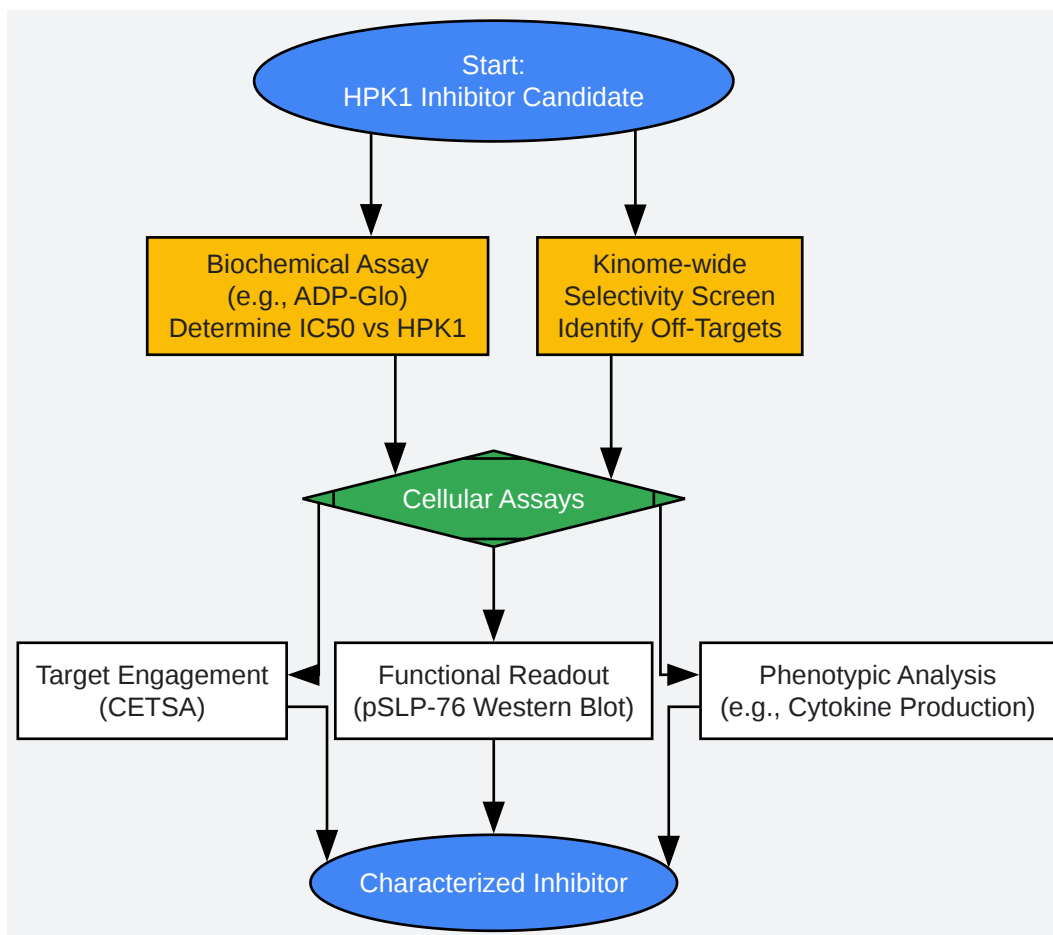 Start:
HPK1 Inhibitor Candidate
Biochemical Assay
(e.g., ADP-Glo)
Determine IC50 vs HPK1
Kinome-wide
Selectivity Screen
Identify Off-Targets
Cellular Assays
Target Engagement
(CETSA)
Functional Readout
(pSLP-76 Western Blot)
Phenotypic Analysis
(e.g., Cytokine Production)
Characterized Inhibitor